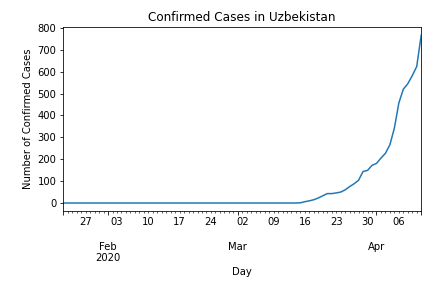 Confirmed Cases in Uzbekistan
800
700
600
500
400
300
200
100
0
Number of Confirmed Cases
27 03 10 17 24 02 09 16 23 30 06
Feb Mar Apr
2020
Day